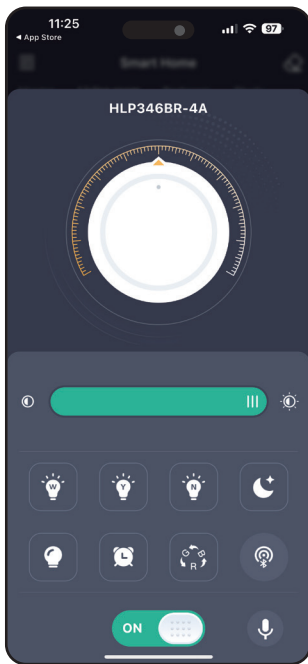 11:25
97
◀ App Store
Smart Home
HLP346BR-4A
W
Y
N
G B
R
ON